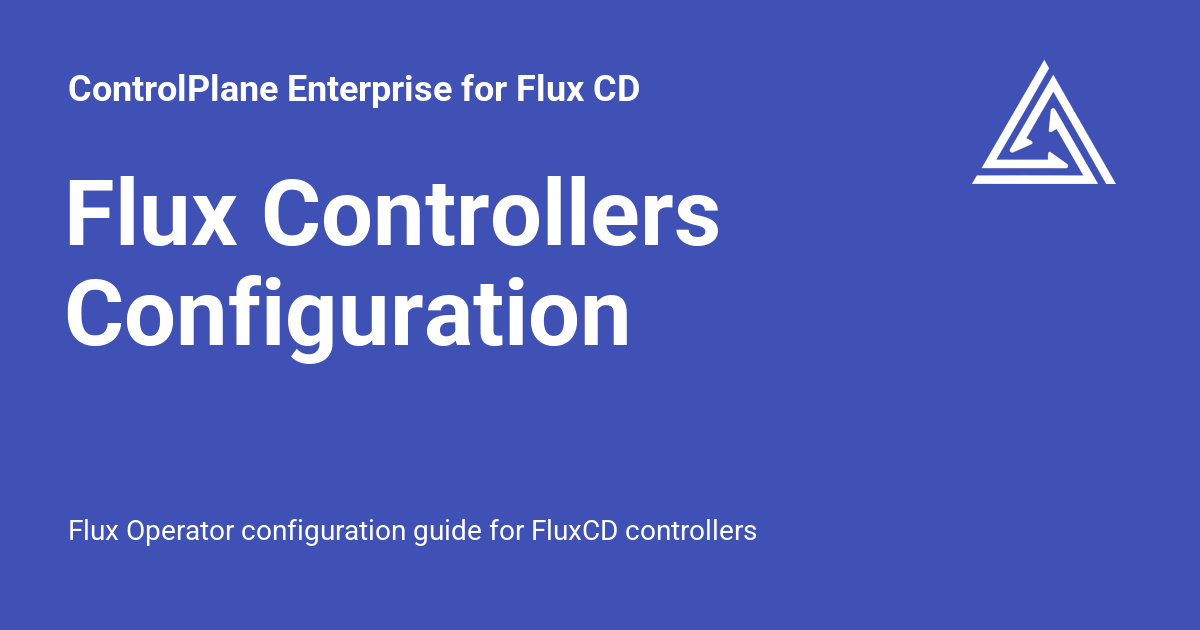 ControlPlane Enterprise for Flux CD
Flux Controllers
Configuration
Flux Operator configuration guide for FluxCD controllers